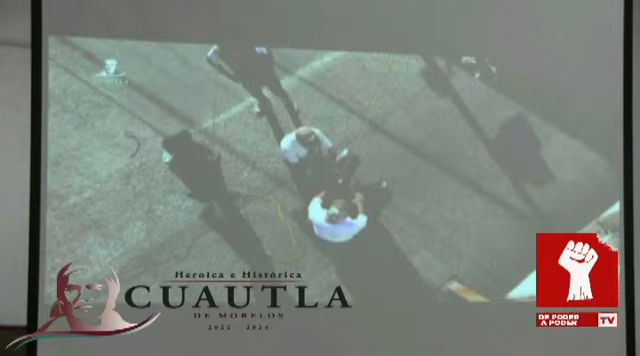 Heroica e Histórica
CUAUTLA
DE MORELOS
2022 - 2024
DE PODER
A PODER TV